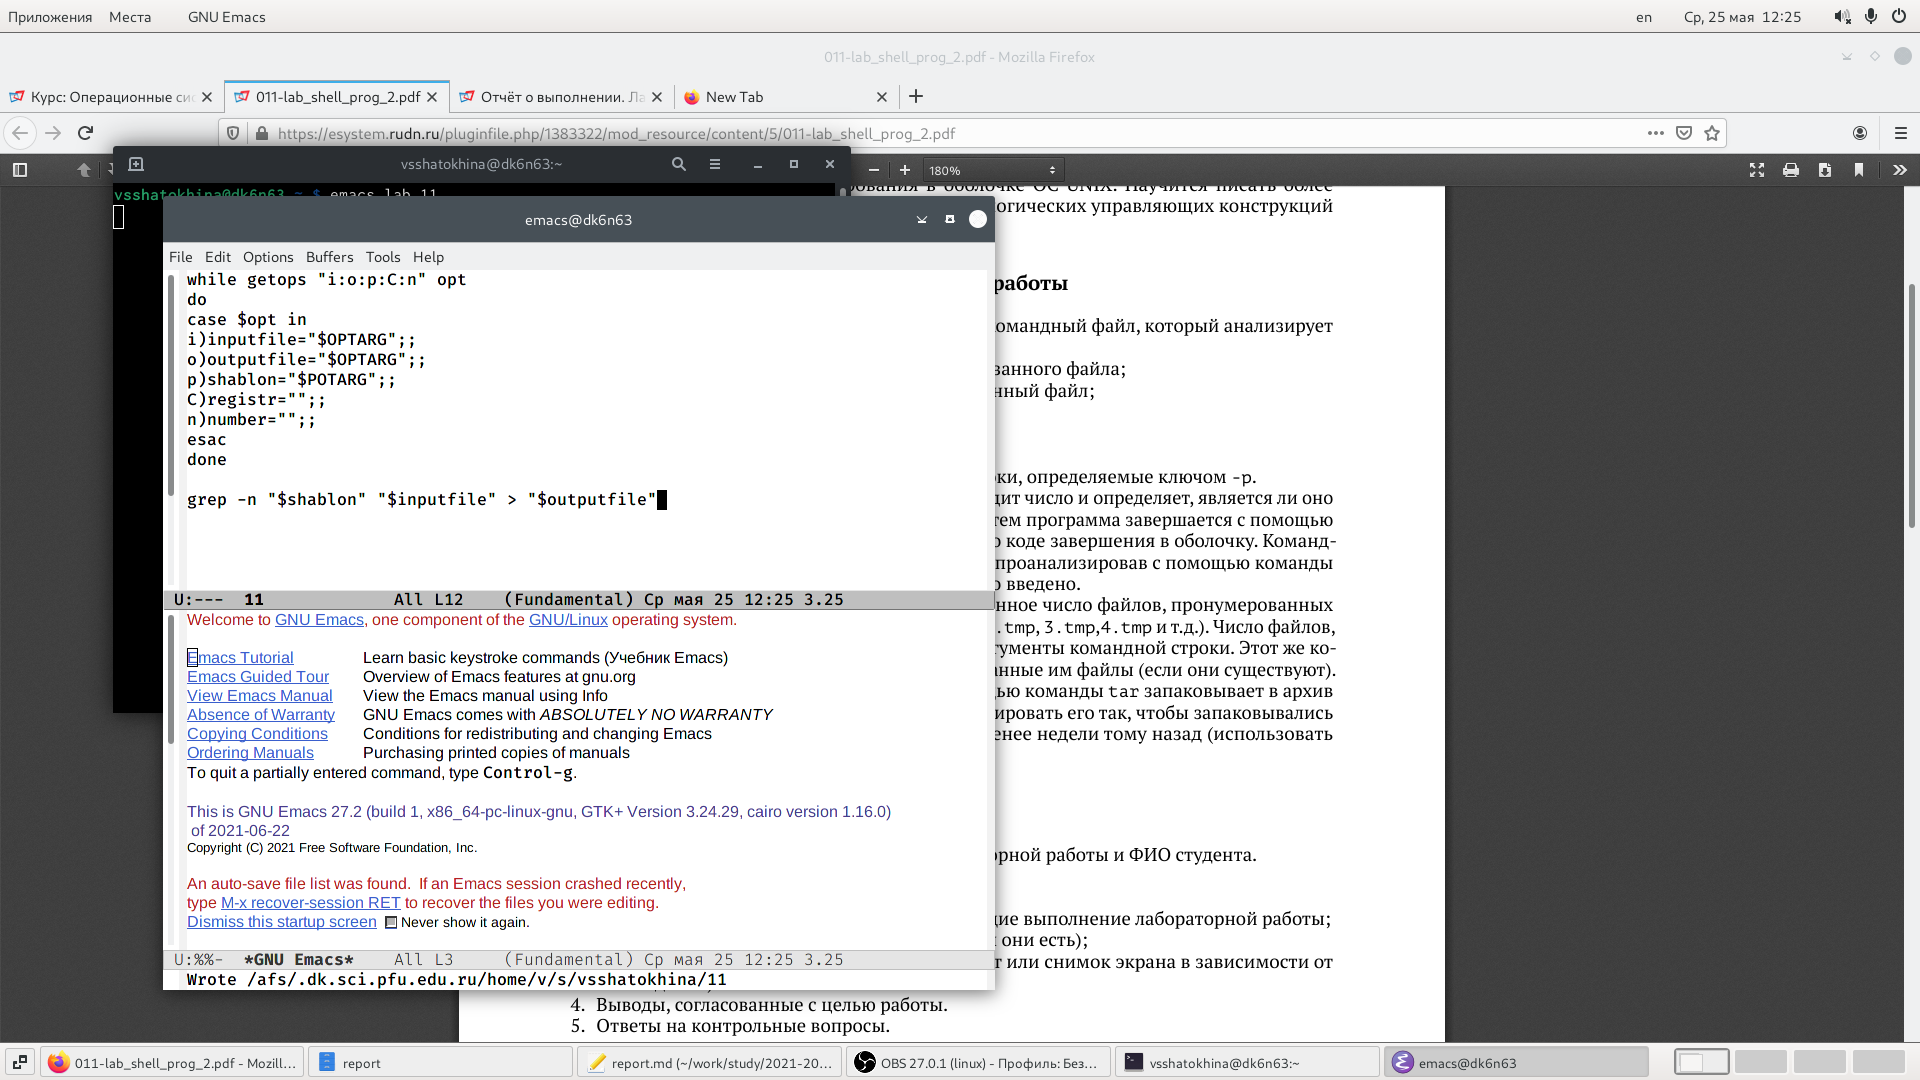 Приложения Места GNU Emacs en Ср, 25 мая 12:25
011-lab_shell_prog_2.pdf - Mozilla Firefox
Курс: Операционные си 011-lab_shell_prog_2.pdf Отчёт о выполнении. Ла New Tab
https://esystem.rudn.ru/pluginfile.php/1383322/mod_resource/content/5/011-lab_shell_prog_2.pdf
vsshatokhina@dk6n63:~
180%
vsshatokhina@dk6n63 ~ $ emacs lab 11
emacs@dk6n63
File Edit Options Buffers Tools Help
while getops "i:o:p:C:n" opt
do
case $opt in
i)inputfile="$OPTARG";;
o)outputfile="$OPTARG";;
p)shablon="$POTARG";;
C)registr="";;
n)number="";;
esac
done
grep -n "$shablon" "$inputfile" > "$outputfile"
U:--- 11 All L12 (Fundamental) Ср мая 25 12:25 3.25
Welcome to GNU Emacs, one component of the GNU/Linux operating system.
Emacs Tutorial Learn basic keystroke commands (Учебник Emacs)
Emacs Guided Tour Overview of Emacs features at gnu.org
View Emacs Manual View the Emacs manual using Info
Absence of Warranty GNU Emacs comes with ABSOLUTELY NO WARRANTY
Copying Conditions Conditions for redistributing and changing Emacs
Ordering Manuals Purchasing printed copies of manuals
To quit a partially entered command, type Control-g.
This is GNU Emacs 27.2 (build 1, x86_64-pc-linux-gnu, GTK+ Version 3.24.29, cairo version 1.16.0)
of 2021-06-22
Copyright (C) 2021 Free Software Foundation, Inc.
An auto-save file list was found. If an Emacs session crashed recently,
type M-x recover-session RET to recover the files you were editing.
Dismiss this startup screen Never show it again.
U:%%- *GNU Emacs* All L3 (Fundamental) Ср мая 25 12:25 3.25
Wrote /afs/.dk.sci.pfu.edu.ru/home/v/s/vsshatokhina/11
рования в оболочке ОС UNIX. Научится писать более
огических управляющих конструкций
работы
омандный файл, который анализирует
ванного файла;
нный файл;
ки, определяемые ключом -p.
дит число и определяет, является ли оно
тем программа завершается с помощью
о коде завершения в оболочку. Команд-
проанализировав с помощью команды
о введено.
нное число файлов, пронумерованных
.tmp, 3.tmp,4.tmp и т.д.). Число файлов,
гументы командной строки. Этот же ко-
анные им файлы (если они существуют).
ью команды tar запаковывает в архив
ировать его так, чтобы запаковывались
енее недели тому назад (использовать
орной работы и ФИО студента.
щие выполнение лабораторной работы;
и они есть);
т или снимок экрана в зависимости от
4. Выводы, согласованные с целью работы.
5. Ответы на контрольные вопросы.
011-lab_shell_prog_2.pdf - Mozill... report report.md (~/work/study/2021-20... OBS 27.0.1 (linux) - Профиль: Без... vsshatokhina@dk6n63:~ emacs@dk6n63